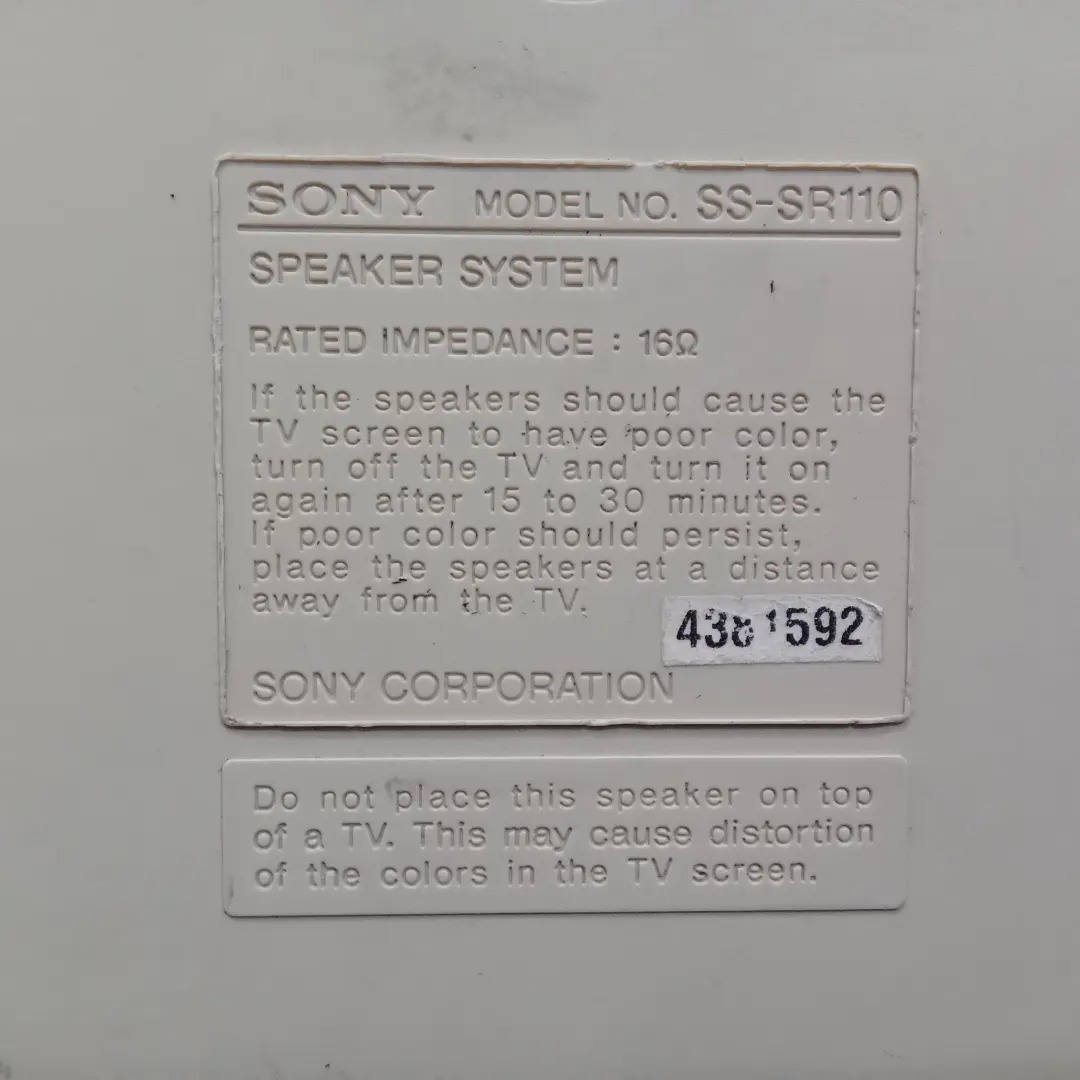 SONY MODEL NO. SS-SR110
SPEAKER SYSTEM
RATED IMPEDANCE : 16Ω
If the speakers should cause the
TV screen to have poor color,
turn off the TV and turn it on
again after 15 to 30 minutes.
If poor color should persist,
place the speakers at a distance
away from the TV.
SONY CORPORATION
Do not place this speaker on top
of a TV. This may cause distortion
of the colors in the TV screen.